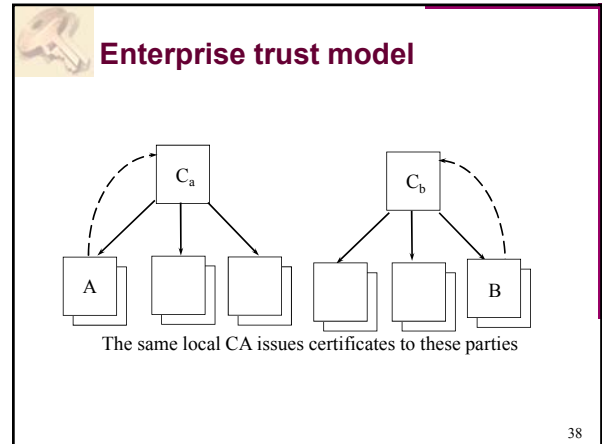 Enterprise trust model
Ca
Cb
A
B
The same local CA issues certificates to these parties
38